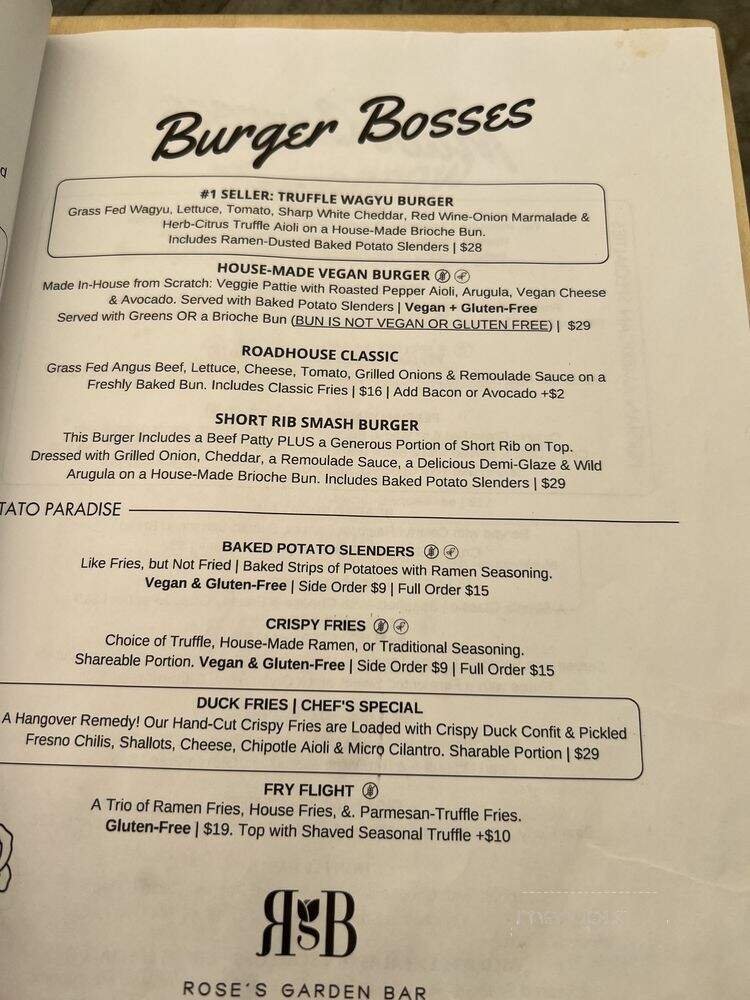 Burger Bosses
#1 SELLER: TRUFFLE WAGYU BURGER
Grass Fed Wagyu, Lettuce, Tomato, Sharp White Cheddar, Red Wine-Onion Marmalade &
Herb-Citrus Truffle Aioli on a House-Made Brioche Bun.
Includes Ramen-Dusted Baked Potato Slenders | $28
HOUSE-MADE VEGAN BURGER
Made In-House from Scratch: Veggie Pattie with Roasted Pepper Aioli, Arugula, Vegan Cheese
& Avocado. Served with Baked Potato Slenders | Vegan + Gluten-Free
Served with Greens OR a Brioche Bun (BUN IS NOT VEGAN OR GLUTEN FREE) | $29
ROADHOUSE CLASSIC
Grass Fed Angus Beef, Lettuce, Cheese, Tomato, Grilled Onions & Remoulade Sauce on a
Freshly Baked Bun. Includes Classic Fries | $16 | Add Bacon or Avocado +$2
SHORT RIB SMASH BURGER
This Burger Includes a Beef Patty PLUS a Generous Portion of Short Rib on Top.
Dressed with Grilled Onion, Cheddar, a Remoulade Sauce, a Delicious Demi-Glaze & Wild
Arugula on a House-Made Brioche Bun. Includes Baked Potato Slenders | $29
TATO PARADISE
BAKED POTATO SLENDERS
Like Fries, but Not Fried | Baked Strips of Potatoes with Ramen Seasoning.
Vegan & Gluten-Free | Side Order $9 | Full Order $15
CRISPY FRIES
Choice of Truffle, House-Made Ramen, or Traditional Seasoning.
Shareable Portion. Vegan & Gluten-Free | Side Order $9 | Full Order $15
DUCK FRIES | CHEF'S SPECIAL
A Hangover Remedy! Our Hand-Cut Crispy Fries are Loaded with Crispy Duck Confit & Pickled
Fresno Chilis, Shallots, Cheese, Chipotle Aioli & Micro Cilantro. Sharable Portion | $29
FRY FLIGHT
A Trio of Ramen Fries, House Fries, &. Parmesan-Truffle Fries.
Gluten-Free | $19. Top with Shaved Seasonal Truffle +$10
RSB
ROSE'S GARDEN BAR